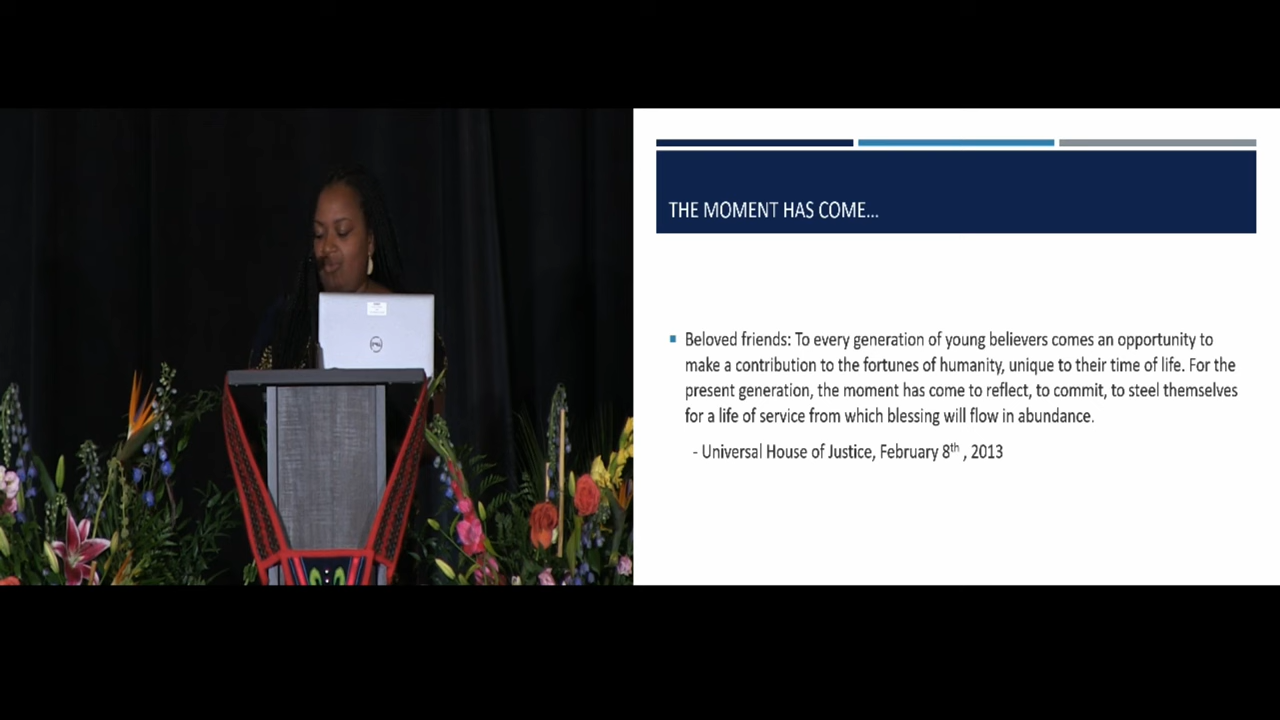 THE MOMENT HAS COME...
▪ Beloved friends: To every generation of young believers comes an opportunity to
make a contribution to the fortunes of humanity, unique to their time of life. For the
present generation, the moment has come to reflect, to commit, to steel themselves
for a life of service from which blessing will flow in abundance.
- Universal House of Justice, February 8th , 2013
DELL